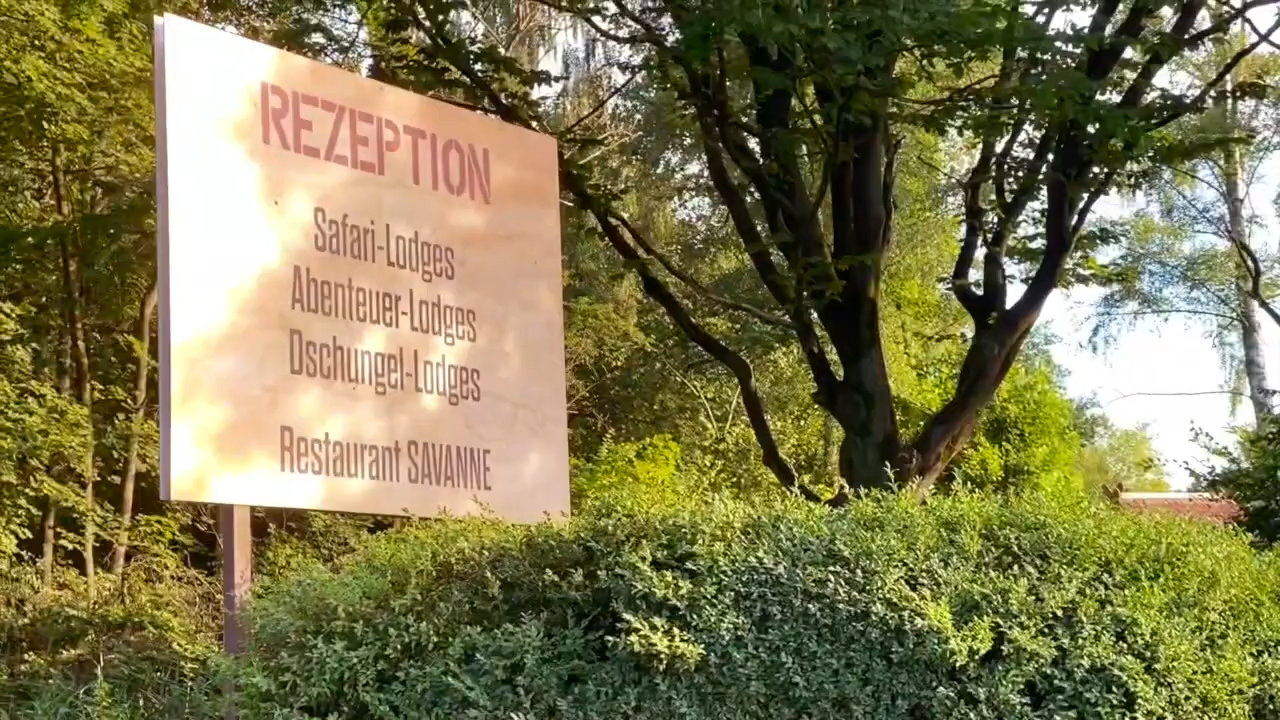 REZEPTION
Safari-Lodges
Abenteuer-Lodges
Dschungel-Lodges
Restaurant SAVANNE